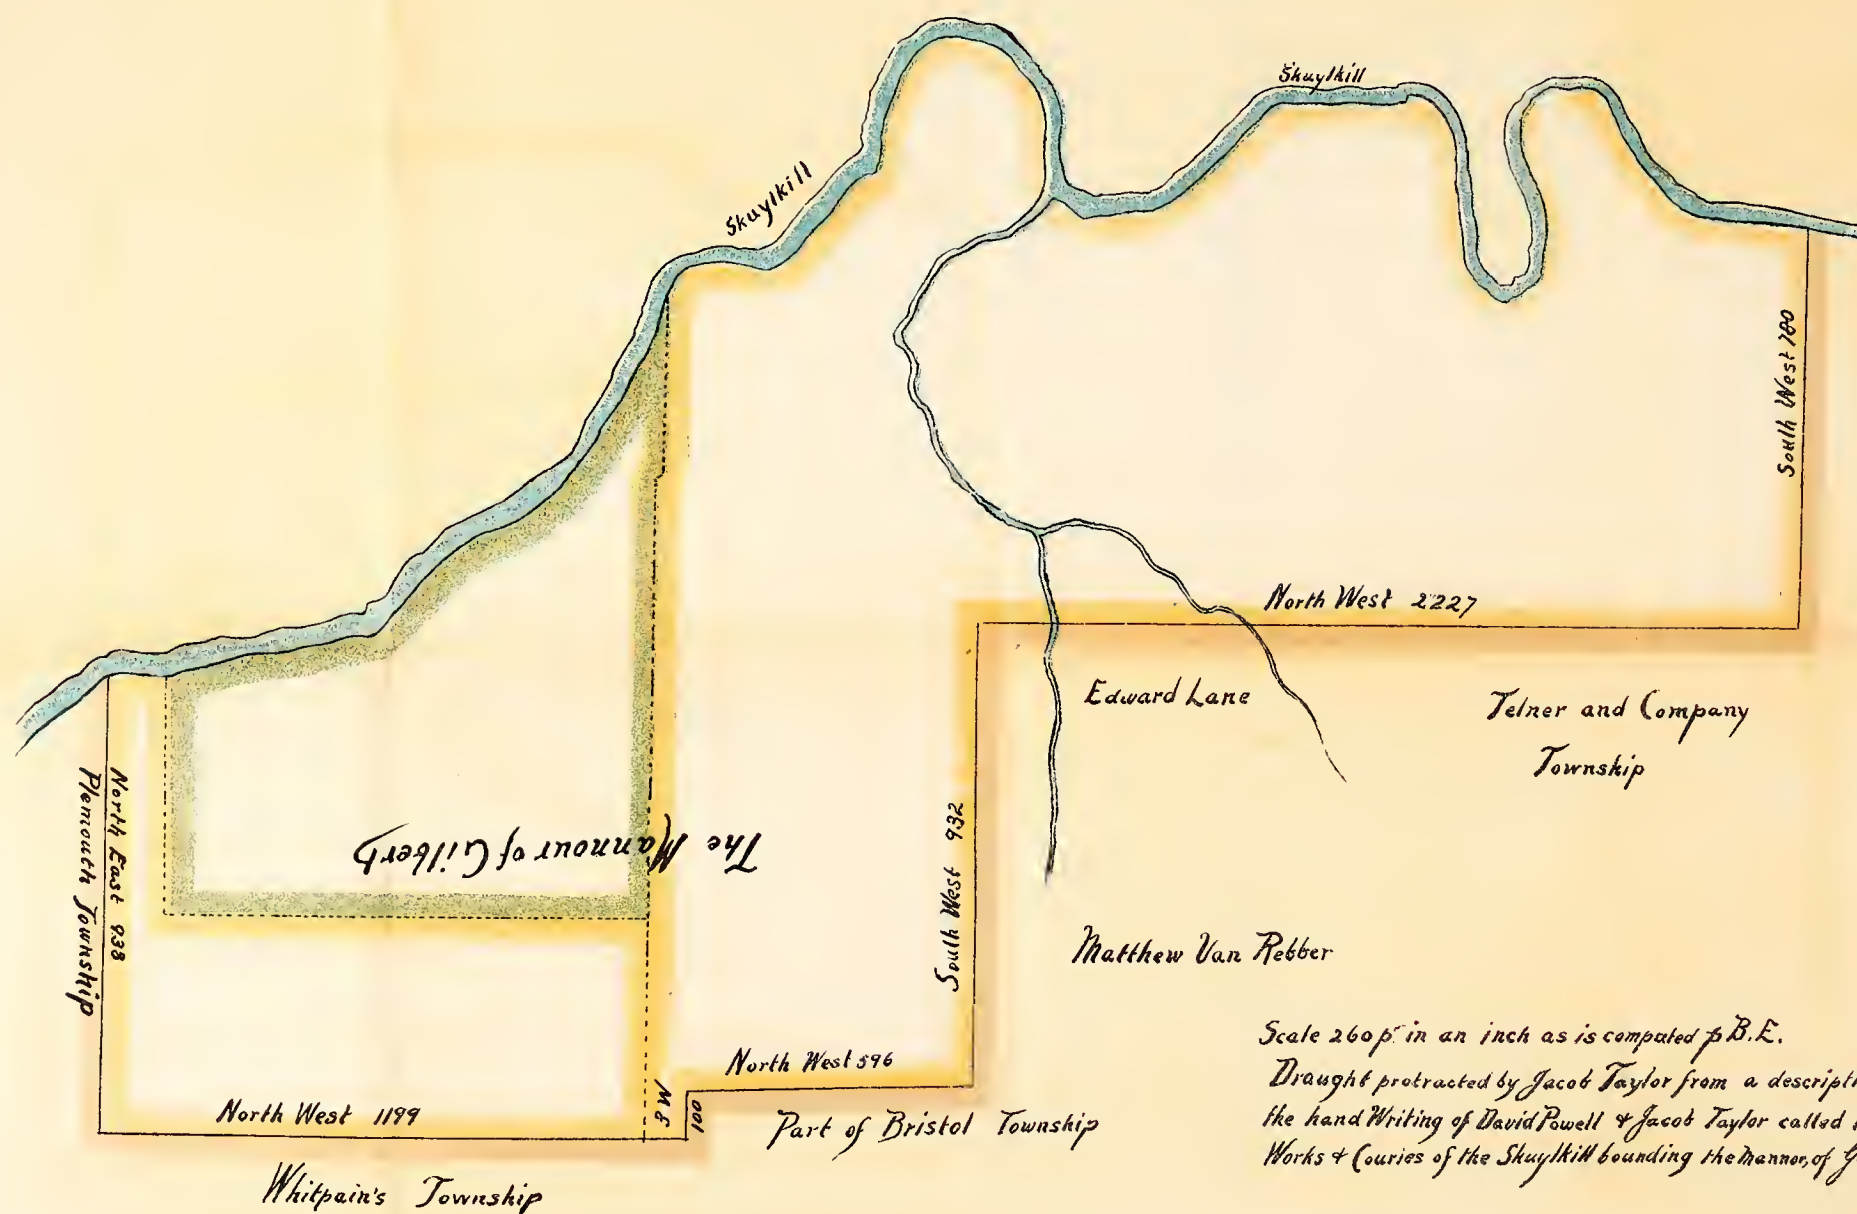 Skuylkill
Skuylkill
South West 780
North West 2227
Edward Lane
Telner and Company
Township
North East 938
Plemouth Township
The Mannour of Gilbert
South West 932
Matthew Van Rebber
North West 596
100
North West 1199
Part of Bristol Township
Whitpain's Township
Scale 260 p in an inch as is computed p B.E.
Draught protracted by Jacob Taylor from a descripti
the hand Writing of David Powell & Jacob Taylor called
Works & Couries of the Skuylkill bounding the Mannor, of G